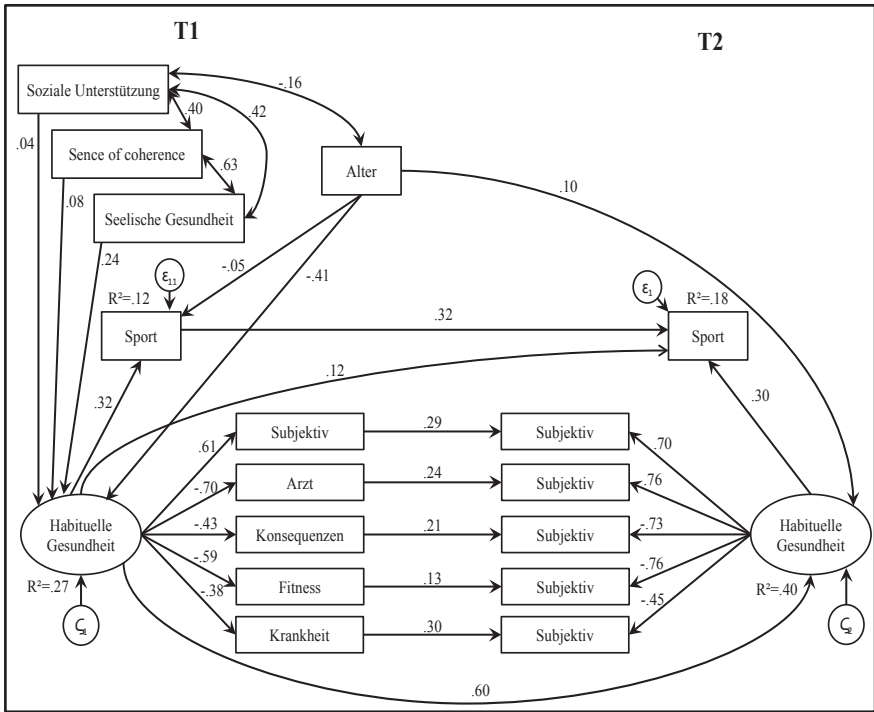 T1
T2
Soziale Unterstützung
-.16
.40
.42
.04
Sence of coherence
.63
Alter
.10
.08
Seelische Gesundheit
.24
-.05
-.41
ε11
R²=.12
ε1
R²=.18
Sport
.32
Sport
.12
.32
.30
Subjektiv
.29
Subjektiv
.61
.70
Arzt
.24
Subjektiv
-.70
.76
Habituelle
Gesundheit
-.43
Konsequenzen
.21
Subjektiv
-.73
Habituelle
Gesundheit
-.59
-.76
R²=.27
Fitness
.13
Subjektiv
R²=.40
-.38
-.45
Krankheit
.30
Subjektiv
ζ1
ζ2
.60